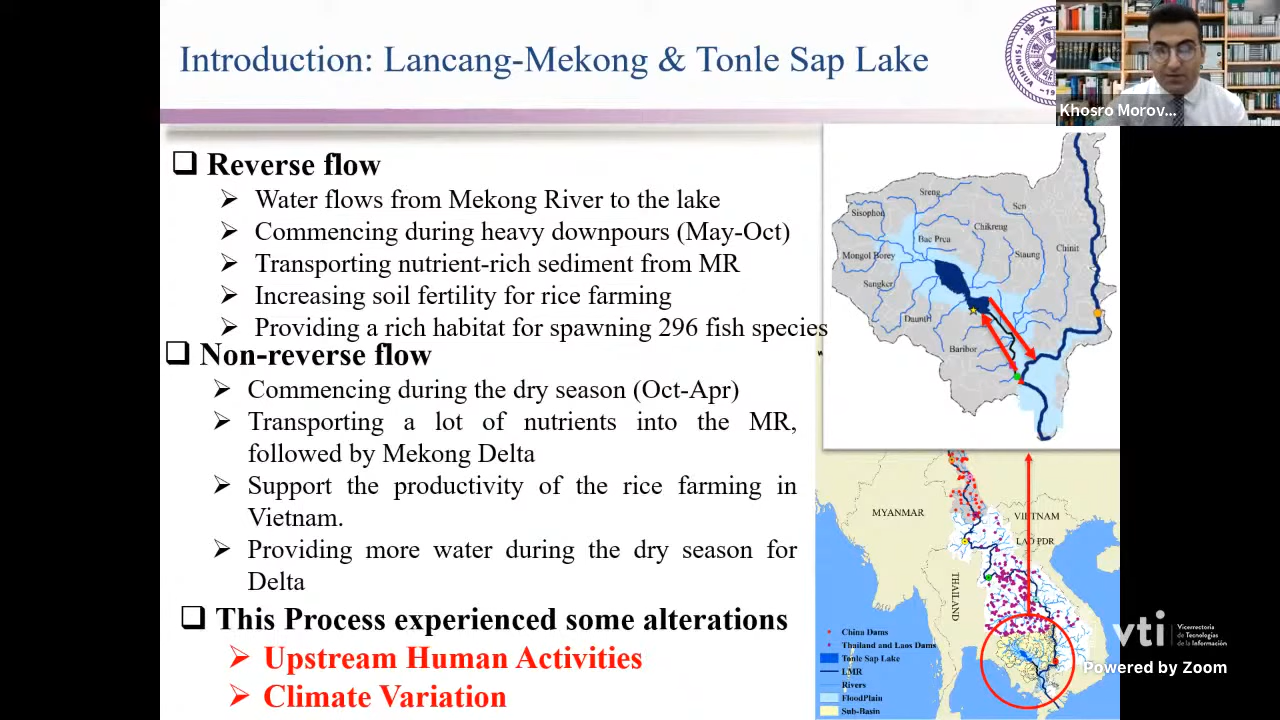 Introduction: Lancang-Mekong & Tonle Sap Lake
Khosro Morov...
Reverse flow
Water flows from Mekong River to the lake
Commencing during heavy downpours (May-Oct)
Transporting nutrient-rich sediment from MR
Increasing soil fertility for rice farming
Providing a rich habitat for spawning 296 fish species
Non-reverse flow
Commencing during the dry season (Oct-Apr)
Transporting a lot of nutrients into the MR,
followed by Mekong Delta
Support the productivity of the rice farming in
Vietnam.
Providing more water during the dry season for
Delta
This Process experienced some alterations
Upstream Human Activities
Climate Variation
Sreng
Sen
Sisophon
Chikreng
Bac Prea
Chinit
Mongol Borey
Staung
Sangker
Dauntri
Baribor
MYANMAR
VIETNAM
LAO PDR
THAILAND
China Dams
Thailand and Laos Dams
Tonle Sap Lake
LMR
Rivers
FloodPlain
Sub-Basin
vti
Vicerrectoría
de Tecnologías
de la Información
Powered by Zoom